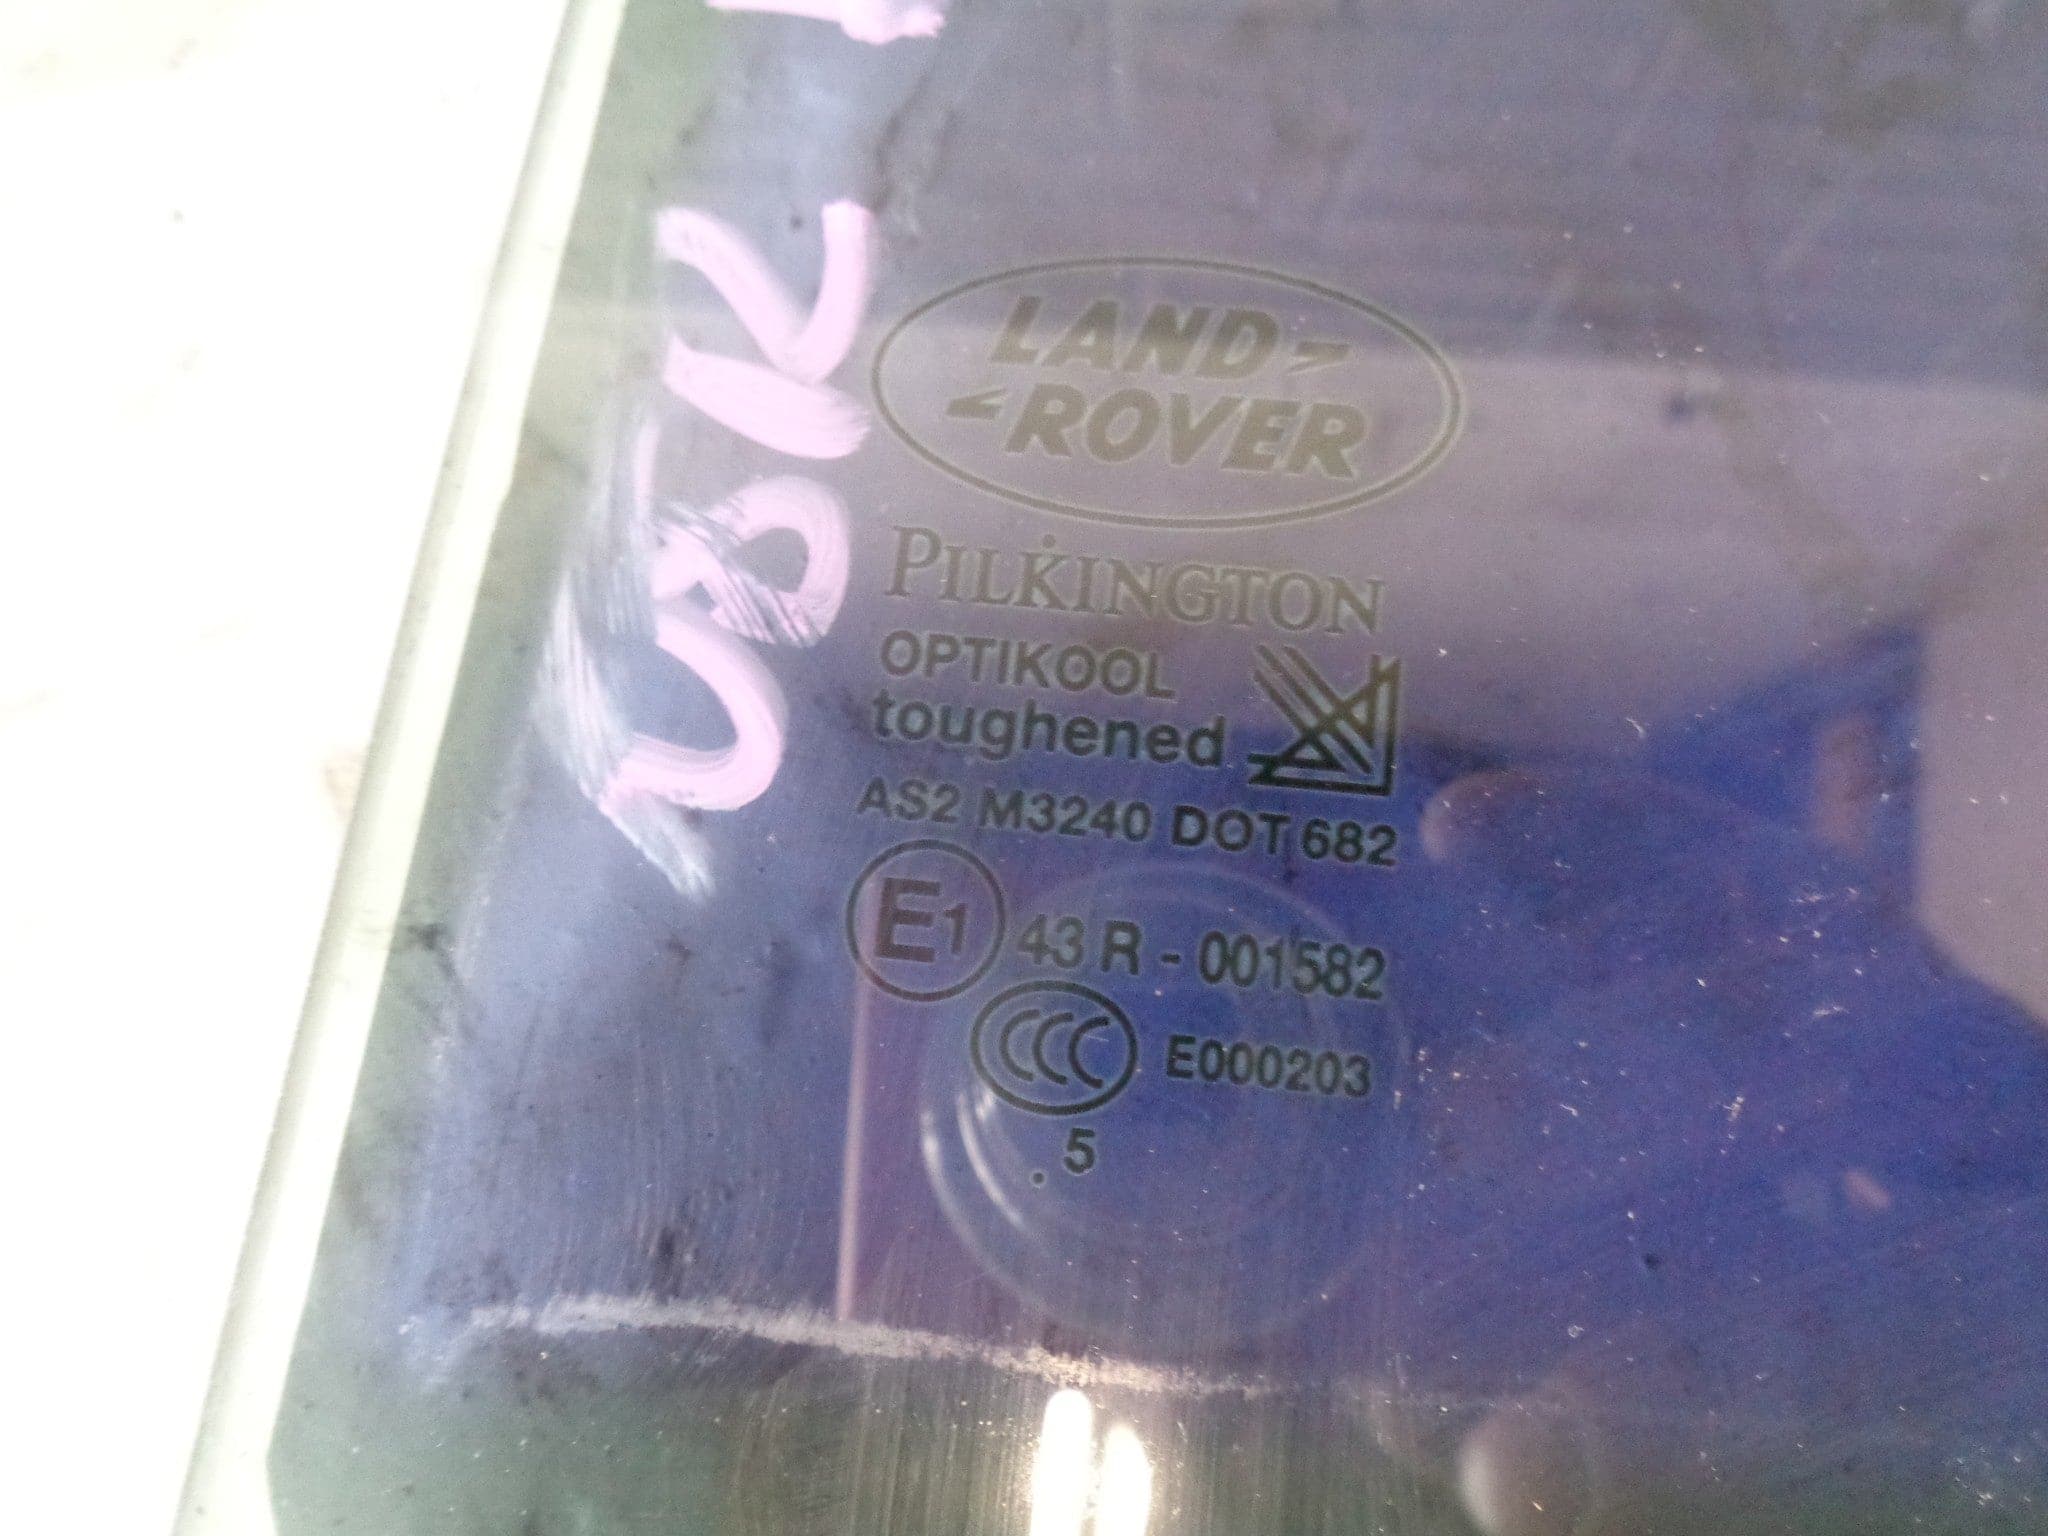 LAND
ROVER
PILKINGTON
OPTIKOOL
toughened
AS2 M3240 DOT 682
E1 43 R - 001582
CCC E000203
. 5